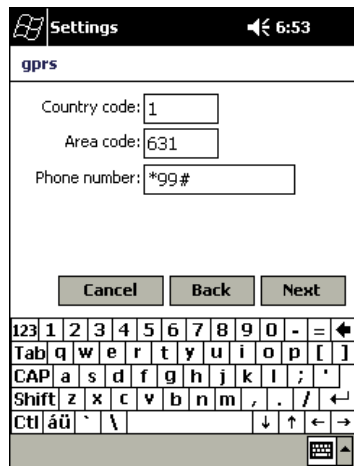 Settings 6:53
gprs
Country code: 1
Area code: 631
Phone number: *99#
Cancel Back Next
123 1 2 3 4 5 6 7 8 9 0 - =
Tab q w e r t y u i o p [ ]
CAP a s d f g h j k l ; '
Shift z x c v b n m , . /
Ctl áü ` \